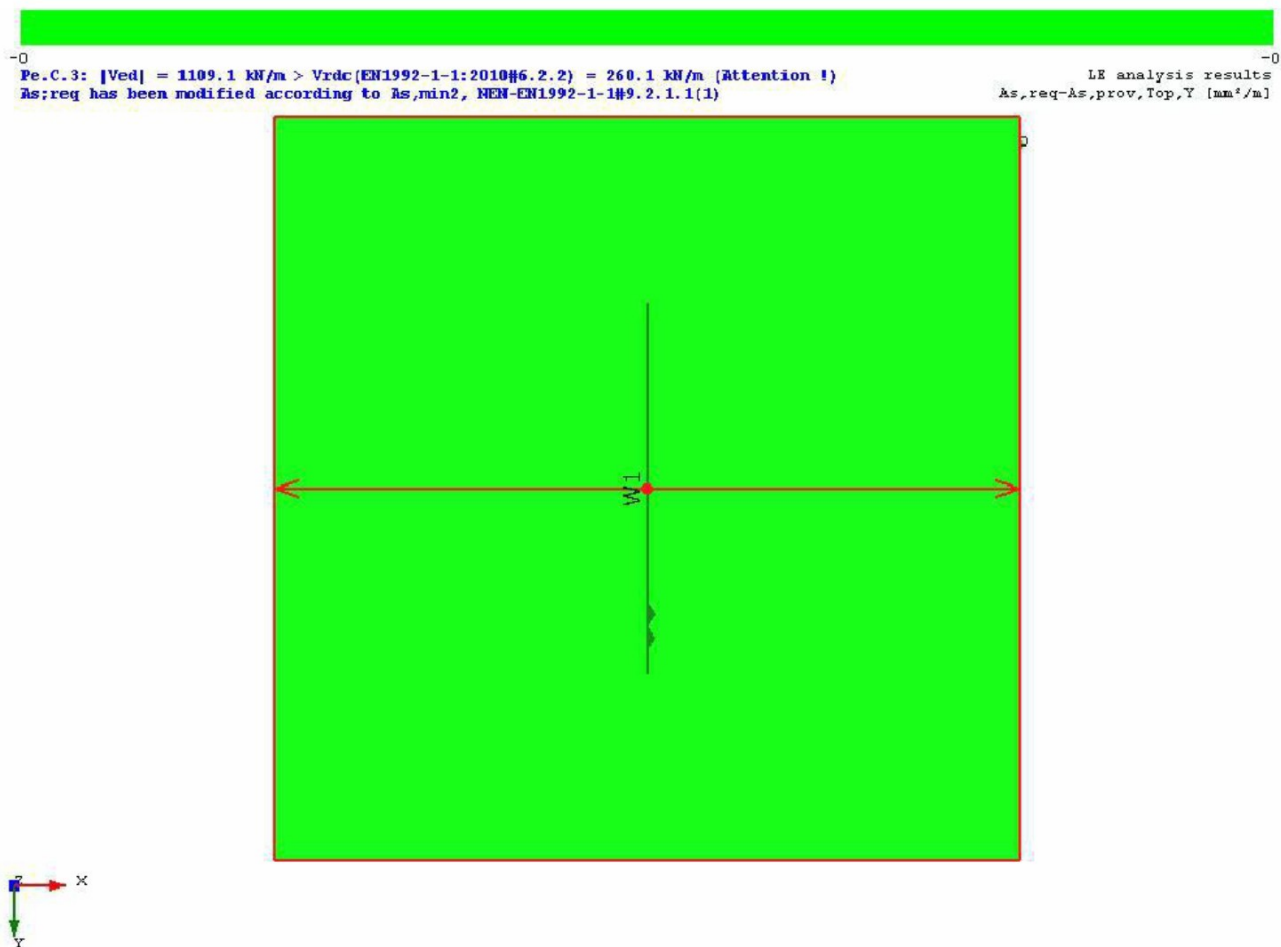 -0
-0
Pe.C.3: |Ved| = 1109.1 kN/m > Vrdc(EN1992-1-1:2010#6.2.2) = 260.1 kN/m (Attention !)
LE analysis results
As;req has been modified according to As,min2, NEN-EN1992-1-1#9.2.1.1(1)
As,req-As,prov,Top,Y [mm²/m]
W1
Z
X
Y